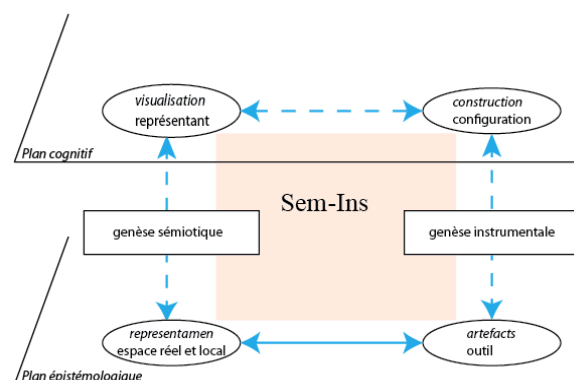 visualisation
représentant
construction
configuration
Plan cognitif
Sem-Ins
genèse sémiotique
genèse instrumentale
representamen
espace réel et local
artefacts
outil
Plan épistémologique